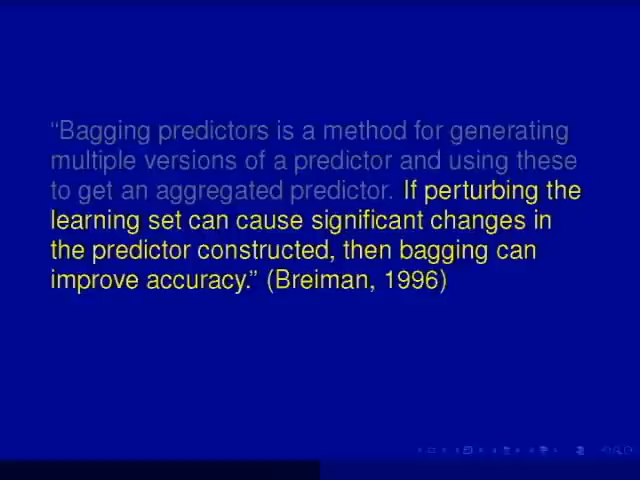 “Bagging predictors is a method for generating
multiple versions of a predictor and using these
to get an aggregated predictor. If perturbing the
learning set can cause significant changes in
the predictor constructed, then bagging can
improve accuracy.” (Breiman, 1996)